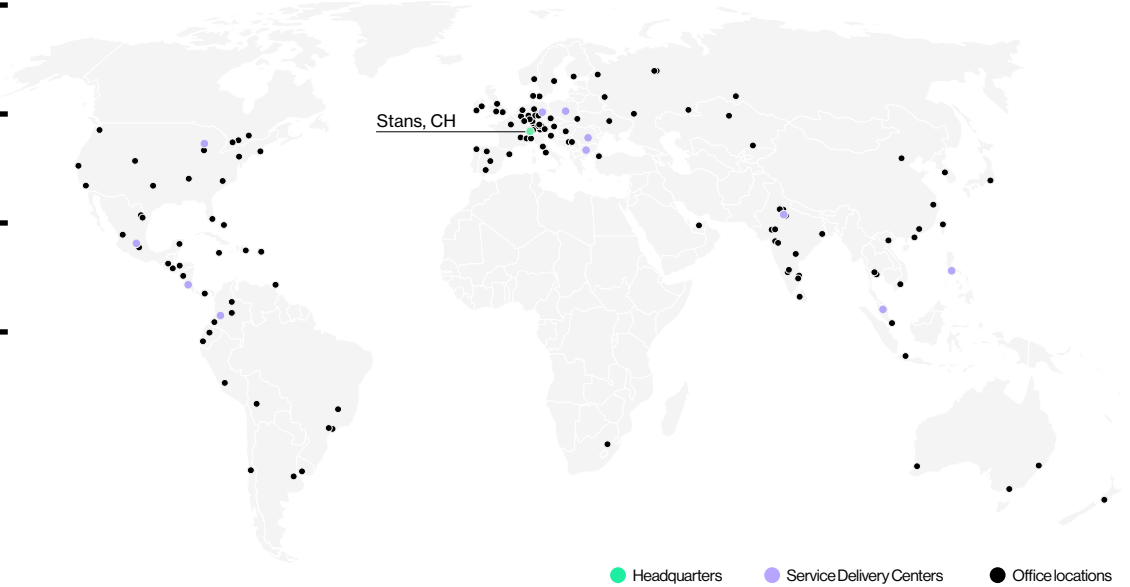 Stans, CH
Headquarters
Service Delivery Centers
Office locations